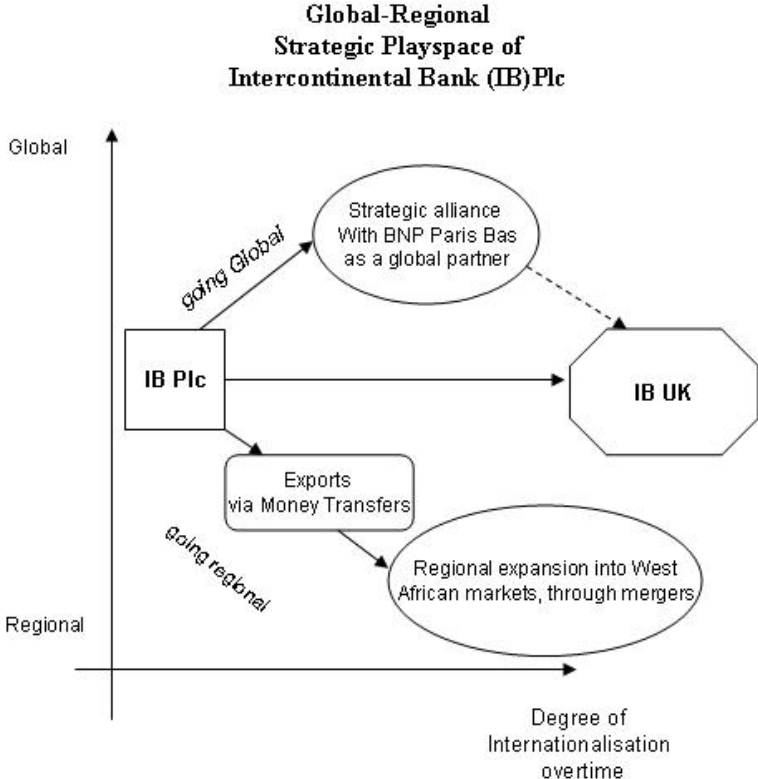 Global-Regional
Strategic Playspace of
Intercontinental Bank (IB)Plc
Global
going Global
Strategic alliance
With BNP Paris Bas
as a global partner
IB Plc
IB UK
Exports
via Money Transfers
going regional
Regional expansion into West
African markets, through mergers
Regional
Degree of
Internationalisation
overtime